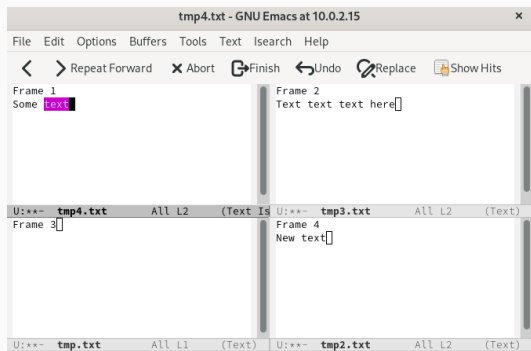 tmp4.txt - GNU Emacs at 10.0.2.15 ×
File Edit Options Buffers Tools Text Isearch Help
Repeat Forward Abort Finish Undo Replace Show Hits
Frame 1
Some text
U:**- tmp4.txt All L2 (Text Is
Frame 2
Text text text here
U:**- tmp3.txt All L2 (Text)
Frame 3
U:**- tmp.txt All L1 (Text)
Frame 4
New text
U:**- tmp2.txt All L2 (Text)